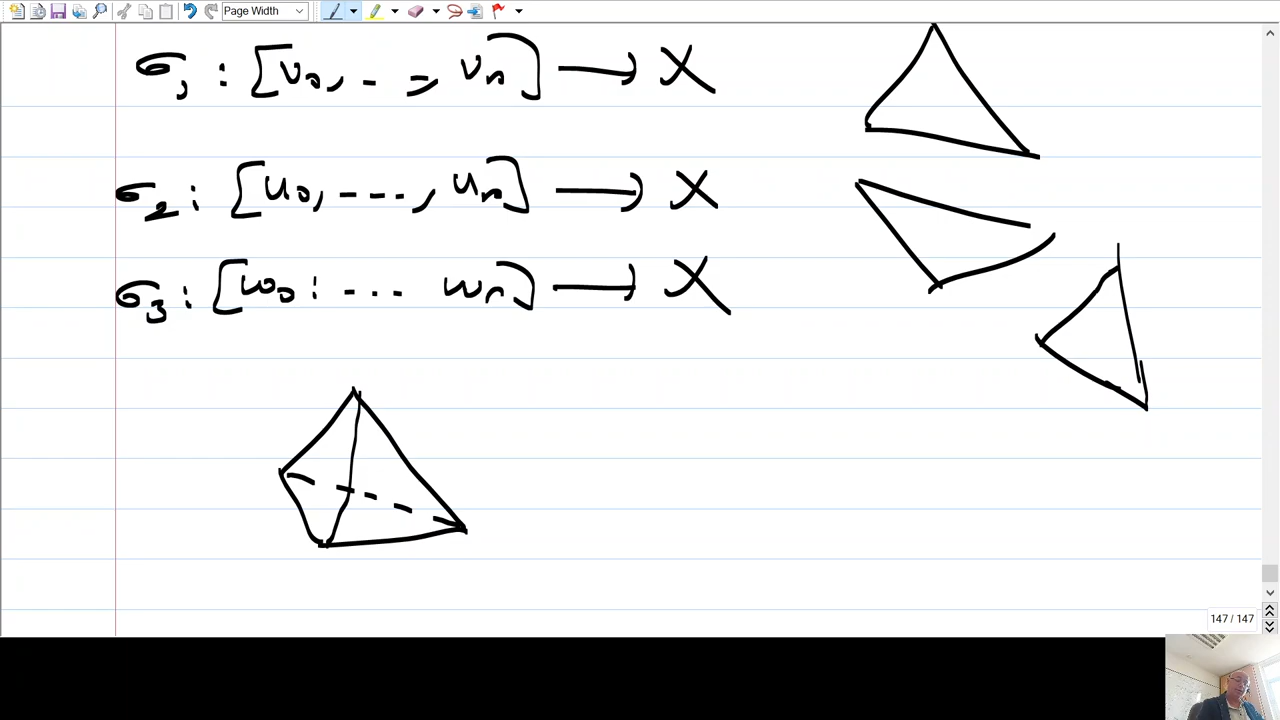 Page Width
σ₁ : [v₀, - -, vₙ] ⟶ X
σ₂ : [u₀, ---, uₙ] ⟶ X
σ₃ : [w₀ : ... wₙ] ⟶ X
147 / 147